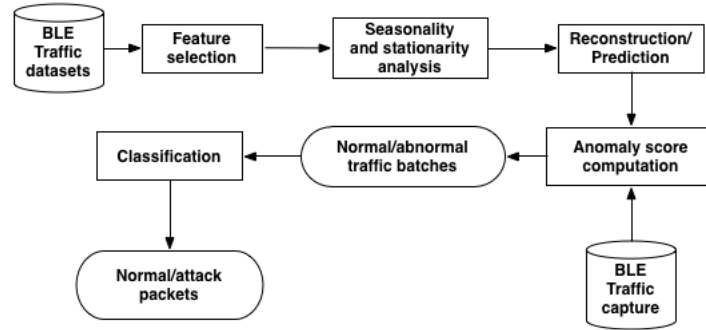 BLE
Traffic
datasets
Feature
selection
Seasonality
and stationarity
analysis
Reconstruction/
Prediction
Classification
Normal/abnormal
traffic batches
Anomaly score
computation
Normal/attack
packets
BLE
Traffic
capture